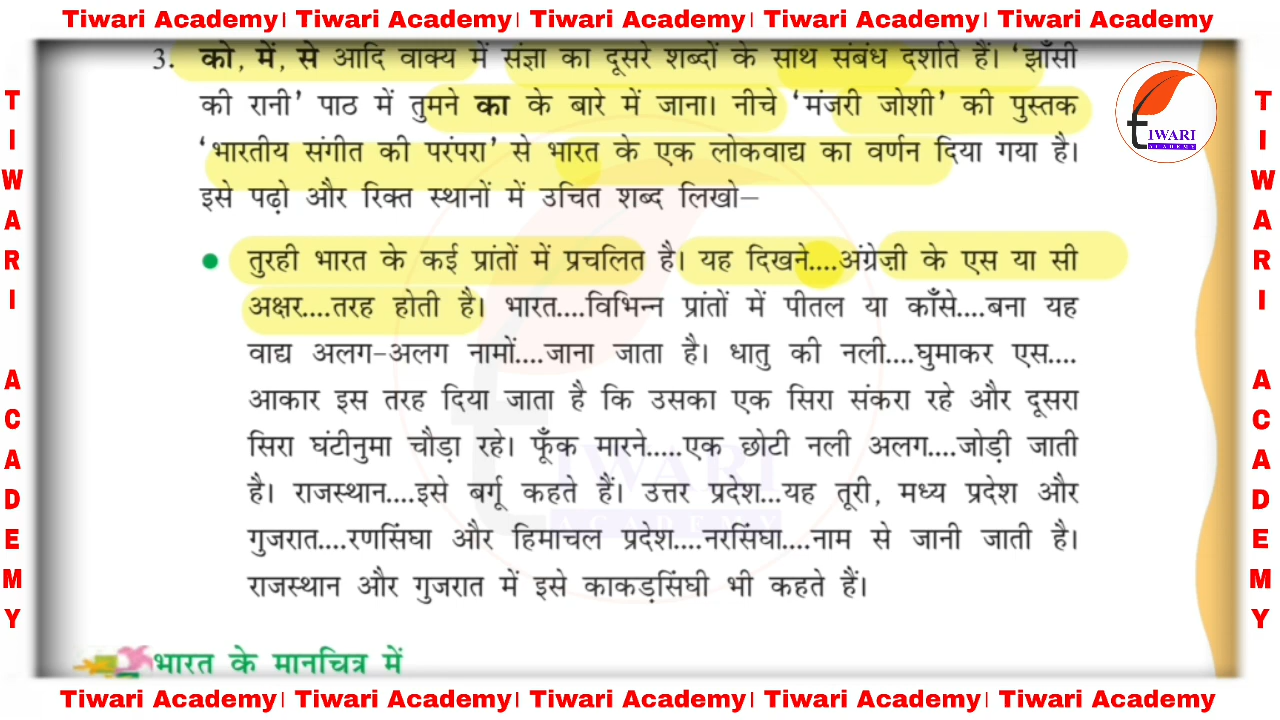 Tiwari Academy। Tiwari Academy। Tiwari Academy। Tiwari Academy। Tiwari Academy
3. को, में, से आदि वाक्य में संज्ञा का दूसरे शब्दों के साथ संबंध दर्शाते हैं। 'झाँसी
की रानी' पाठ में तुमने का के बारे में जाना। नीचे 'मंजरी जोशी' की पुस्तक
'भारतीय संगीत की परंपरा' से भारत के एक लोकवाद्य का वर्णन दिया गया है।
इसे पढ़ो और रिक्त स्थानों में उचित शब्द लिखो–
● तुरही भारत के कई प्रांतों में प्रचलित है। यह दिखने....अंग्रेज़ी के एस या सी
अक्षर....तरह होती है। भारत....विभिन्न प्रांतों में पीतल या काँसे....बना यह
वाद्य अलग-अलग नामों....जाना जाता है। धातु की नली....घुमाकर एस....
आकार इस तरह दिया जाता है कि उसका एक सिरा संकरा रहे और दूसरा
सिरा घंटीनुमा चौड़ा रहे। फूँक मारने.....एक छोटी नली अलग....जोड़ी जाती
है। राजस्थान....इसे बर्गू कहते हैं। उत्तर प्रदेश...यह तूरी, मध्य प्रदेश और
गुजरात....रणसिंघा और हिमाचल प्रदेश....नरसिंघा....नाम से जानी जाती है।
राजस्थान और गुजरात में इसे काकड़सिंघी भी कहते हैं।
भारत के मानचित्र में
TIWARI ACADEMY
TIWARI ACADEMY
tIWARI
ACADEMY
TIWARI
ACADEMY
Tiwari Academy। Tiwari Academy। Tiwari Academy। Tiwari Academy। Tiwari Academy